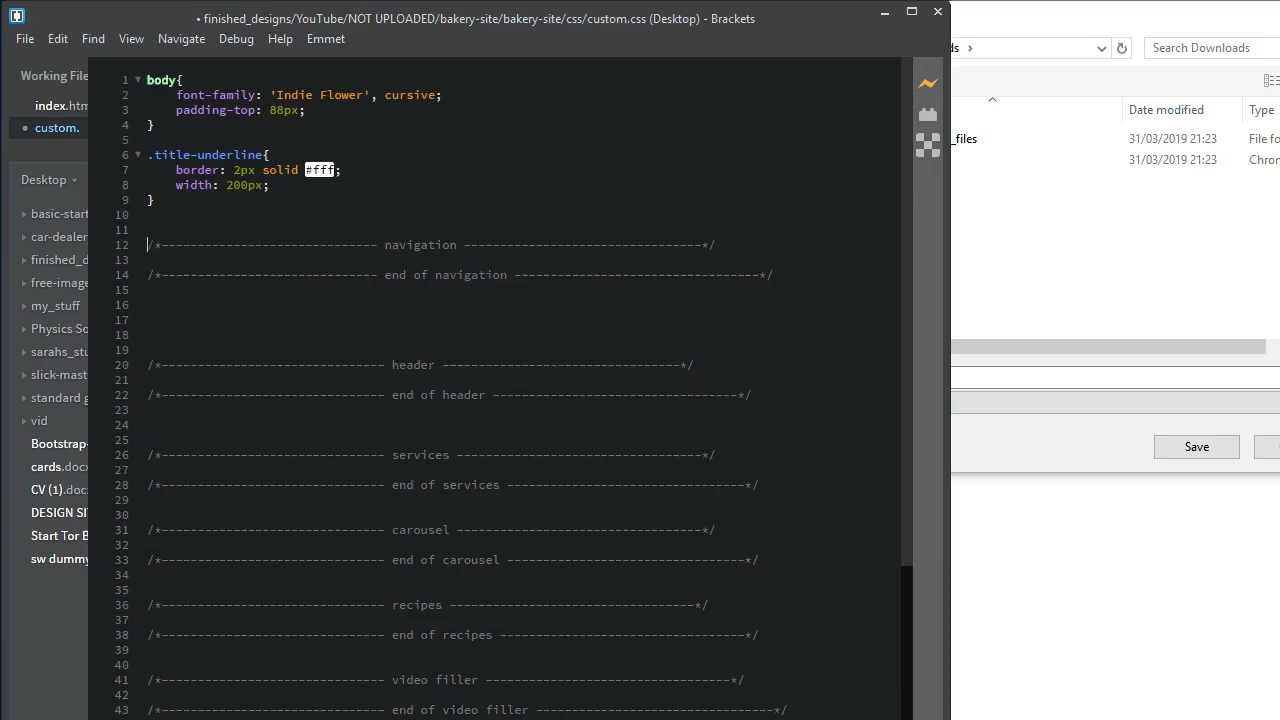 • finished_designs/YouTube/NOT UPLOADED/bakery-site/bakery-site/css/custom.css (Desktop) - Brackets
File Edit Find View Navigate Debug Help Emmet
Working File
index.htm
• custom.
Desktop
basic-start
car-dealer
finished_d
free-image
my_stuff
Physics So
sarahs_stu
slick-mast
standard g
vid
Bootstrap-
cards.docx
CV (1).docx
DESIGN SIT
Start Tor B
sw dummy
1 body{
2 font-family: 'Indie Flower', cursive;
3 padding-top: 88px;
4 }
5
6 .title-underline{
7 border: 2px solid #fff;
8 width: 200px;
9 }
10
11
12 /*------------------------------ navigation ---------------------------------*/
13
14 /*------------------------------ end of navigation ----------------------------------*/
15
16
17
18
19
20 /*------------------------------ header ---------------------------------*/
21
22 /*------------------------------ end of header ----------------------------------*/
23
24
25
26 /*------------------------------ services -----------------------------------*/
27
28 /*------------------------------ end of services -----------------------------------*/
29
30
31 /*------------------------------ carousel ----------------------------------*/
32
33 /*------------------------------ end of carousel -----------------------------------*/
34
35
36 /*------------------------------ recipes -----------------------------------*/
37
38 /*------------------------------ end of recipes -----------------------------------*/
39
40
41 /*------------------------------ video filler -----------------------------------*/
42
43 /*------------------------------ end of video filler -----------------------------------*/
ds
Search Downloads
Date modified Type
_files 31/03/2019 21:23 File fo
31/03/2019 21:23 Chron
Save